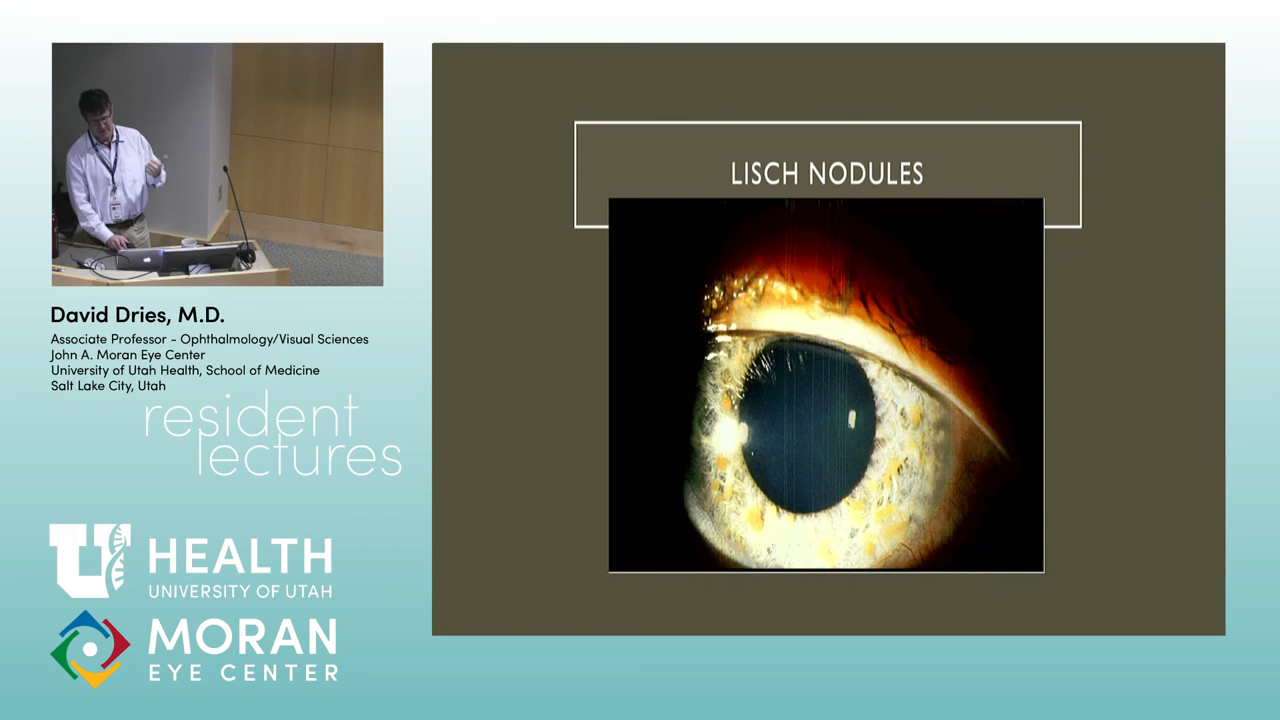 LISCH NODULES
David Dries, M.D.
Associate Professor - Ophthalmology/Visual Sciences
John A. Moran Eye Center
University of Utah Health, School of Medicine
Salt Lake City, Utah
resident
lectures
U HEALTH
UNIVERSITY OF UTAH
MORAN
EYE CENTER